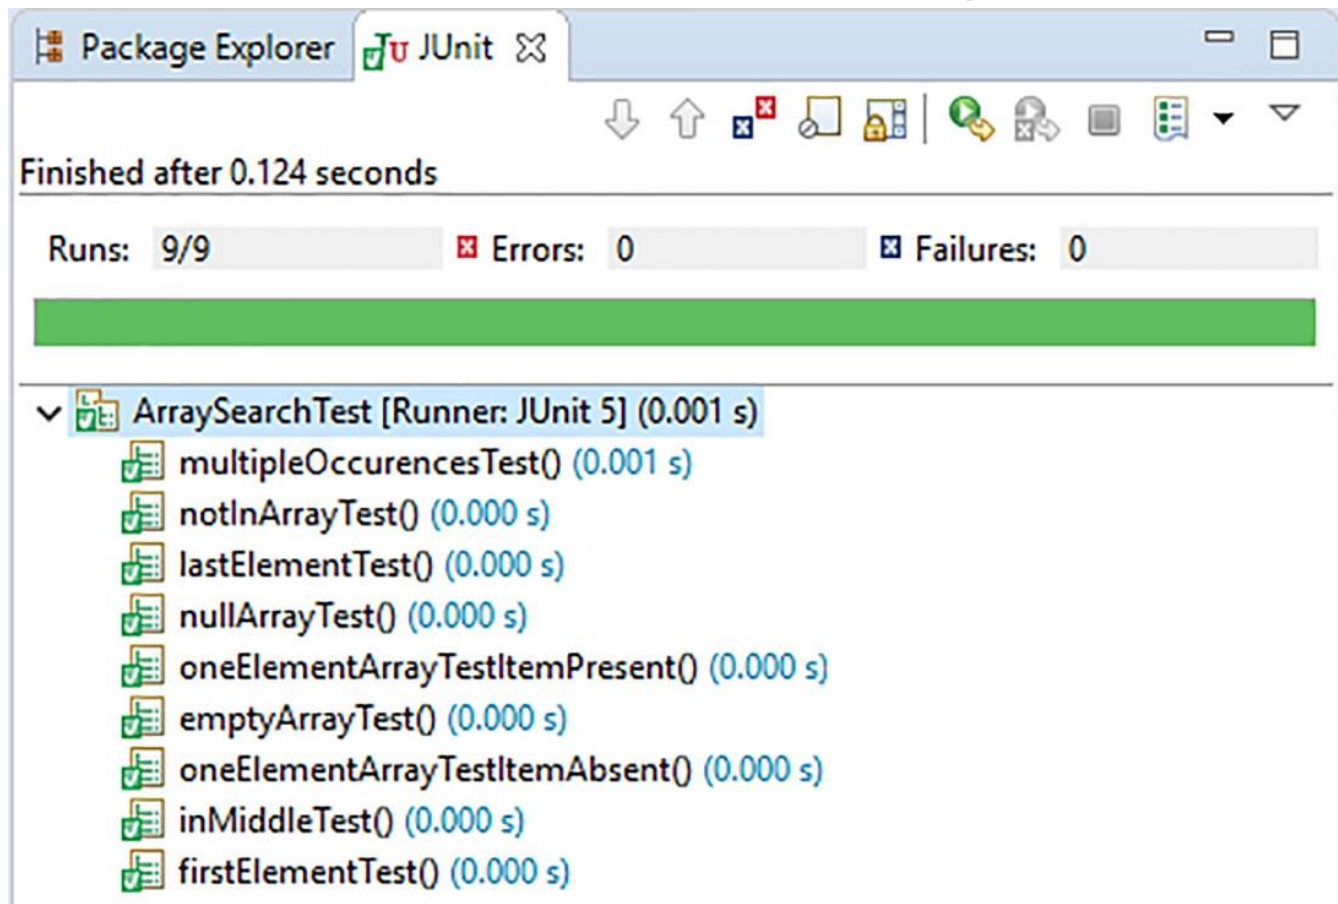 Package Explorer JU JUnit
Finished after 0.124 seconds
Runs: 9/9 Errors: 0 Failures: 0
ArraySearchTest [Runner: JUnit 5] (0.001 s)
multipleOccurencesTest() (0.001 s)
notInArrayTest() (0.000 s)
lastElementTest() (0.000 s)
nullArrayTest() (0.000 s)
oneElementArrayTestItemPresent() (0.000 s)
emptyArrayTest() (0.000 s)
oneElementArrayTestItemAbsent() (0.000 s)
inMiddleTest() (0.000 s)
firstElementTest() (0.000 s)